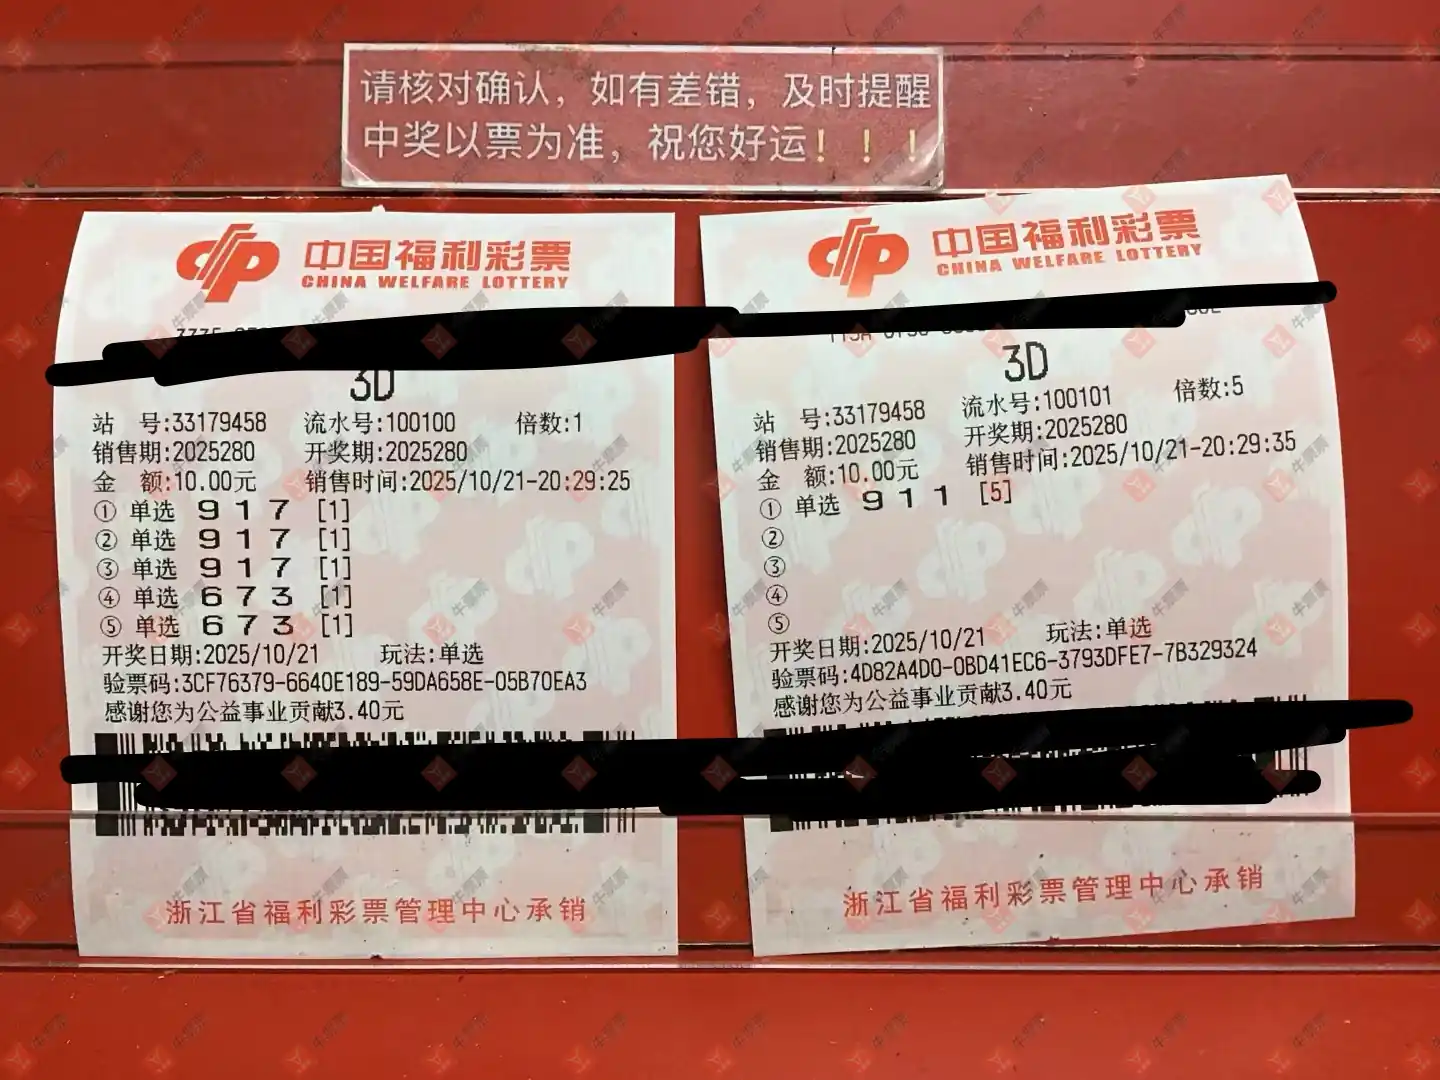 请核对确认，如有差错，及时提醒
中奖以票为准，祝您好运！！！
中国福利彩票
CHINA WELFARE LOTTERY
3D
站 号:33179458 流水号:100100 倍数:1
销售期:2025280 开奖期:2025280
金 额:10.00元 销售时间:2025/10/21-20:29:25
① 单选 9 1 7 [1]
② 单选 9 1 7 [1]
③ 单选 9 1 7 [1]
④ 单选 6 7 3 [1]
⑤ 单选 6 7 3 [1]
开奖日期:2025/10/21 玩法:单选
验票码:3CF76379-6640E189-59DA658E-05B70EA3
感谢您为公益事业贡献3.40元
浙江省福利彩票管理中心承销
中国福利彩票
CHINA WELFARE LOTTERY
3D
站 号:33179458 流水号:100101 倍数:5
销售期:2025280 开奖期:2025280
金 额:10.00元 销售时间:2025/10/21-20:29:35
① 单选 9 1 1 [5]
②
③
④
⑤
开奖日期:2025/10/21 玩法:单选
验票码:4D82A4D0-0BD41EC6-3793DFE7-7B329324
感谢您为公益事业贡献3.40元
浙江省福利彩票管理中心承销